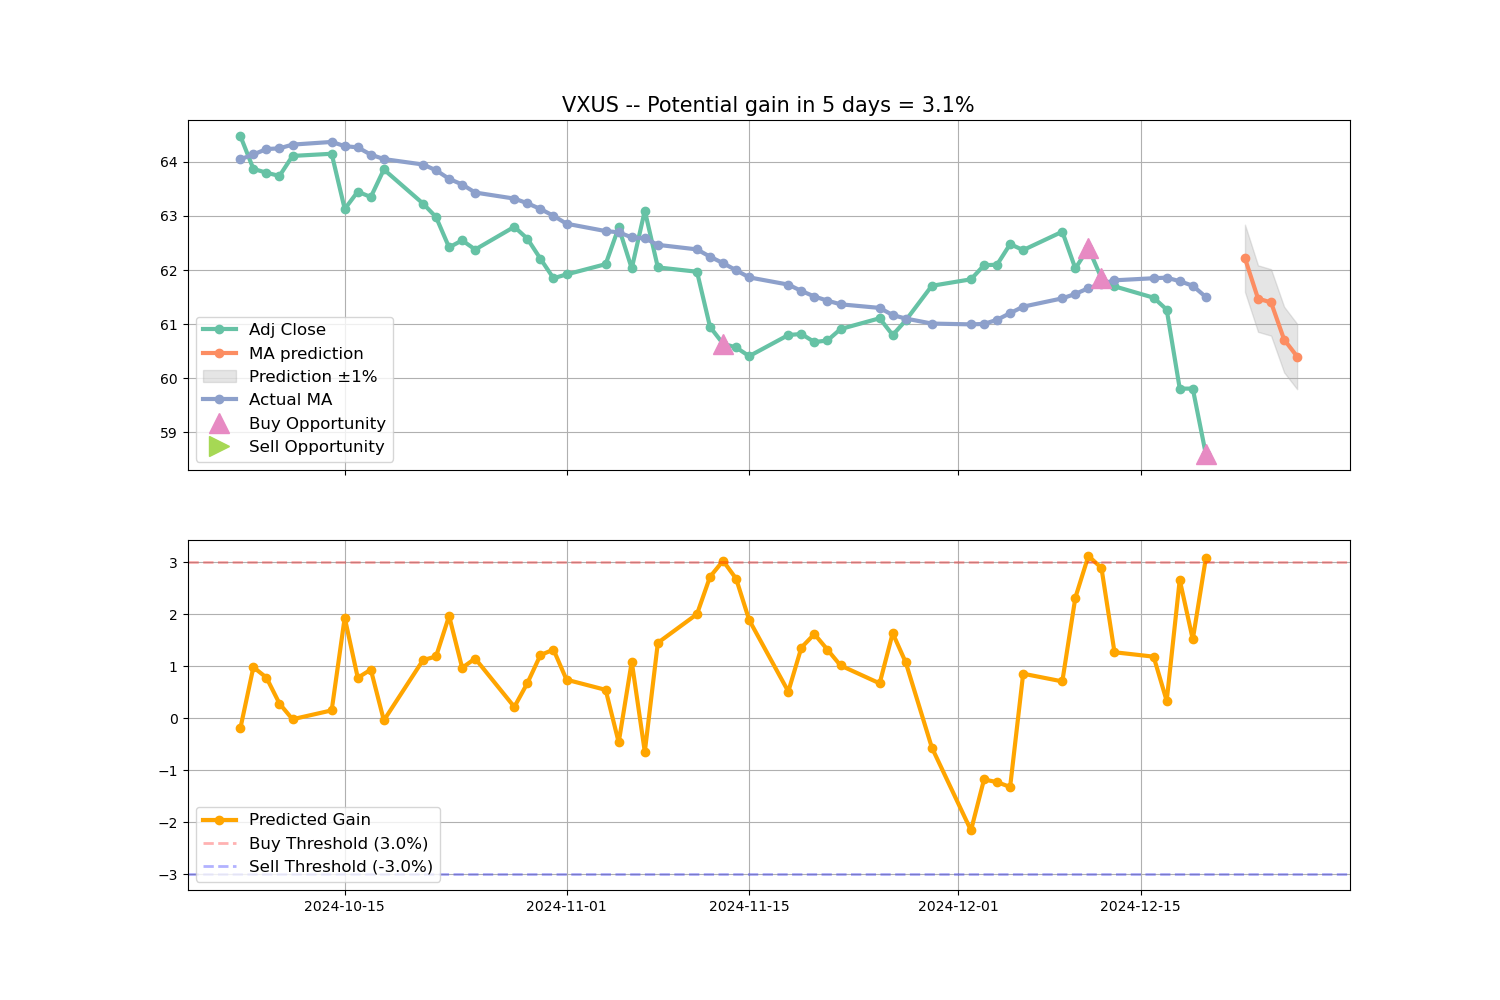 VXUS -- Potential gain in 5 days = 3.1%
64
63
62
61
60
59
Adj Close
MA prediction
Prediction ±1%
Actual MA
Buy Opportunity
Sell Opportunity
3
2
1
0
−1
−2
−3
Predicted Gain
Buy Threshold (3.0%)
Sell Threshold (-3.0%)
2024-10-15
2024-11-01
2024-11-15
2024-12-01
2024-12-15